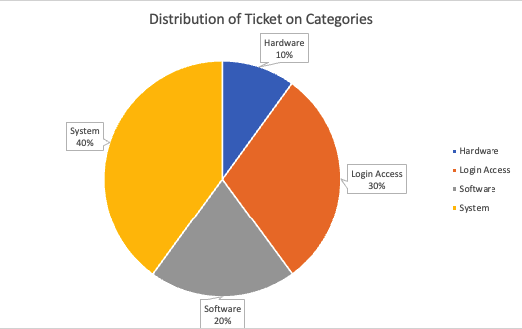 Distribution of Ticket on Categories
Hardware
10%
System
40%
Login Access
30%
Software
20%
Hardware
Login Access
Software
System